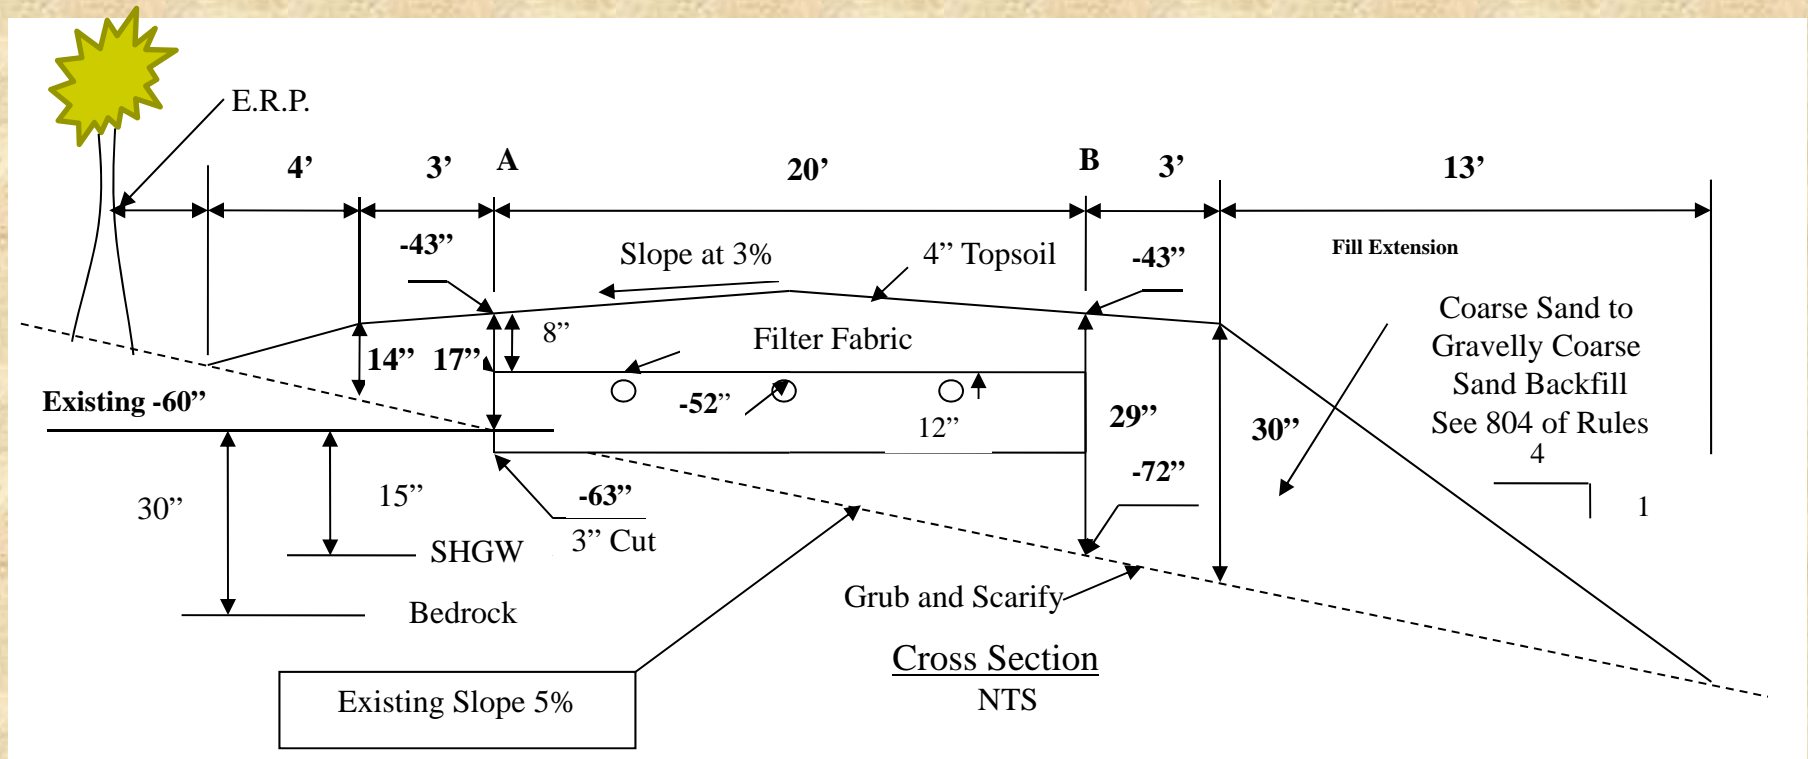 E.R.P.
4’ 3’ A 20’ B 3’ 13’
-43” Slope at 3% 4” Topsoil -43” Fill Extension
8” Filter Fabric
14” 17”
Existing -60” -52” 12” 29” 30”
Coarse Sand to
Gravelly Coarse
Sand Backfill
See 804 of Rules
4
1
30” 15” -63” -72”
3” Cut
SHGW
Bedrock
Grub and Scarify
Cross Section
NTS
Existing Slope 5%